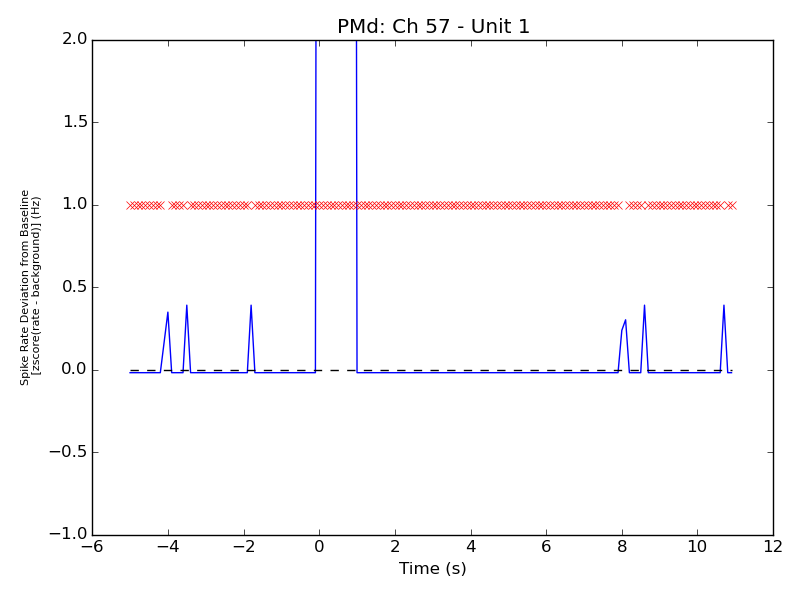 PMd: Ch 57 - Unit 1
2.0
1.5
1.0
0.5
0.0
−0.5
−1.0
Spike Rate Deviation from Baseline
[zscore(rate - background)] (Hz)
−6 −4 −2 0 2 4 6 8 10 12
Time (s)